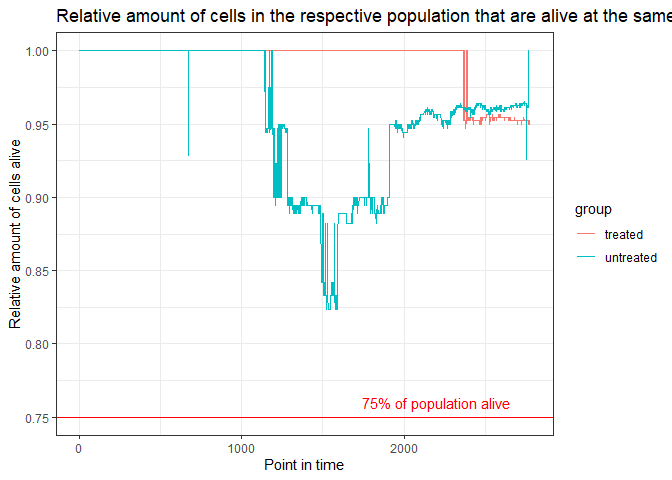 Relative amount of cells in the respective population that are alive at the same
Relative amount of cells alive
1.00
0.95
0.90
0.85
0.80
0.75
75% of population alive
0
1000
2000
Point in time
group
treated
untreated